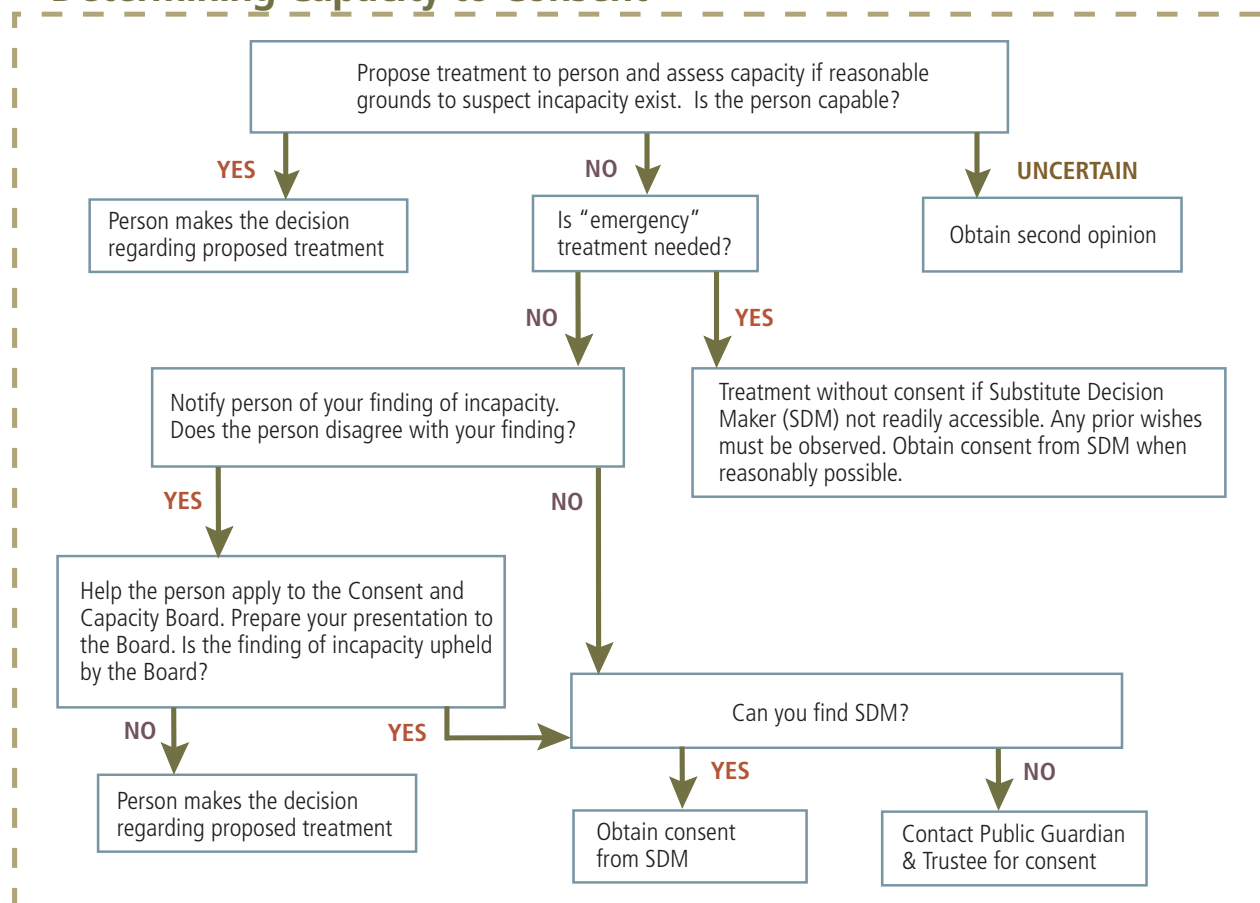 Determining Capacity to Consent
Propose treatment to person and assess capacity if reasonable
grounds to suspect incapacity exist.  Is the person capable?
YES
NO
UNCERTAIN
Person makes the decision
regarding proposed treatment
Is “emergency”
treatment needed?
Obtain second opinion
NO
YES
Notify person of your finding of incapacity.
Does the person disagree with your finding?
Treatment without consent if Substitute Decision
Maker (SDM) not readily accessible. Any prior wishes
must be observed. Obtain consent from SDM when
reasonably possible.
YES
NO
Help the person apply to the Consent and
Capacity Board. Prepare your presentation to
the Board. Is the finding of incapacity upheld
by the Board?
Can you find SDM?
NO
YES
YES
NO
Person makes the decision
regarding proposed treatment
Obtain consent
from SDM
Contact Public Guardian
& Trustee for consent